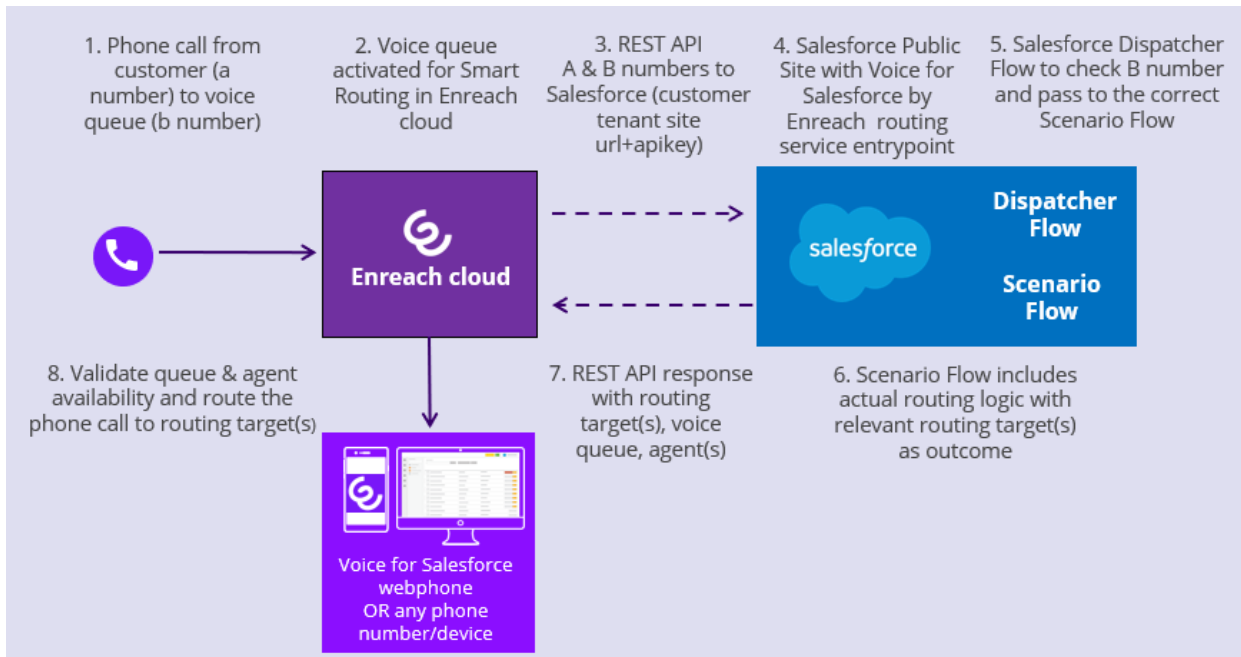 1. Phone call from
customer (a
number) to voice
queue (b number)
2. Voice queue
activated for Smart
Routing in Enreach
cloud
3. REST API
A & B numbers to
Salesforce (customer
tenant site
url+apikey)
4. Salesforce Public
Site with Voice for
Salesforce by
Enreach routing
service entrypoint
5. Salesforce Dispatcher
Flow to check B number
and pass to the correct
Scenario Flow
Enreach cloud
salesforce
Dispatcher
Flow
Scenario
Flow
8. Validate queue & agent
availability and route the
phone call to routing target(s)
7. REST API response
with routing
target(s), voice
queue, agent(s)
6. Scenario Flow includes
actual routing logic with
relevant routing target(s)
as outcome
Voice for Salesforce
webphone
OR any phone
number/device